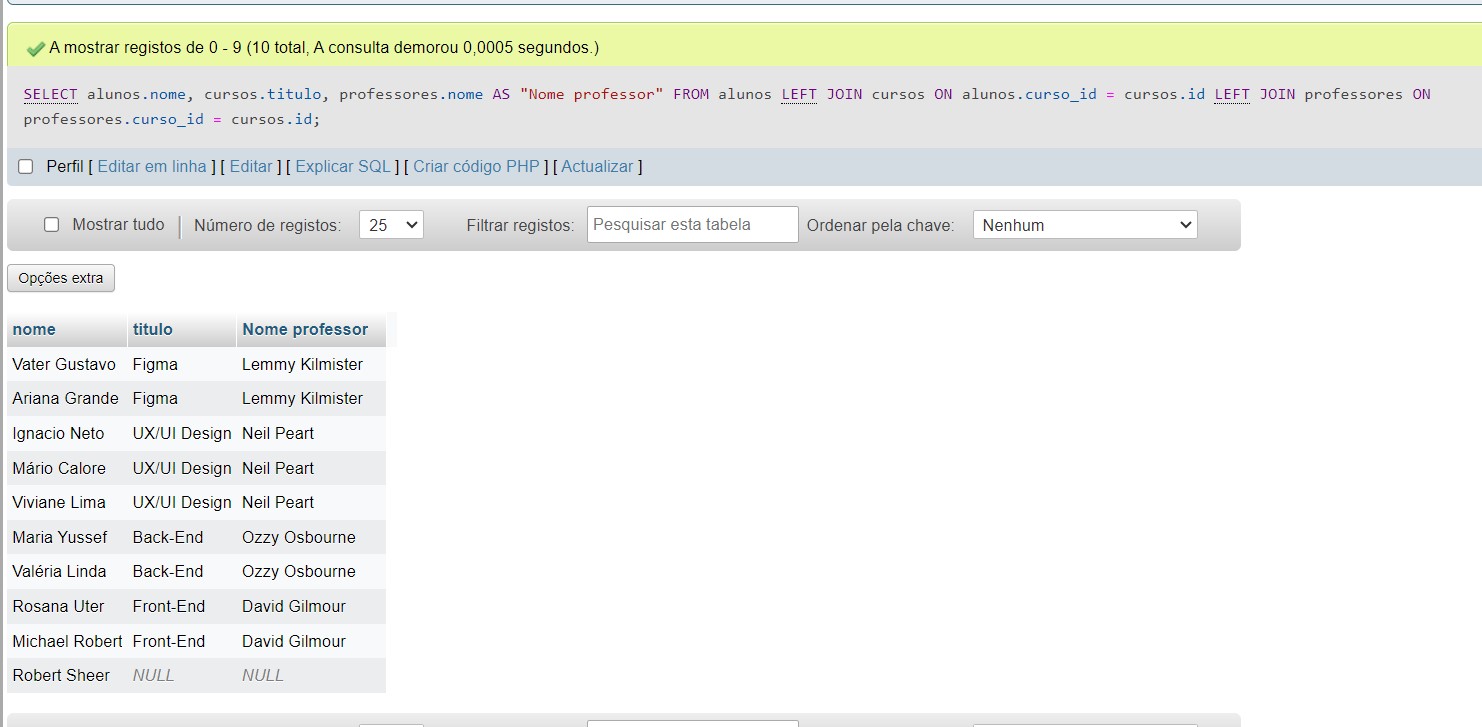 A mostrar registos de 0 - 9 (10 total, A consulta demorou 0,0005 segundos.)
SELECT alunos.nome, cursos.titulo, professores.nome AS "Nome professor" FROM alunos LEFT JOIN cursos ON alunos.curso_id = cursos.id LEFT JOIN professores ON
professores.curso_id = cursos.id;
Perfil [ Editar em linha ] [ Editar ] [ Explicar SQL ] [ Criar código PHP ] [ Actualizar ]
Mostrar tudo Número de registos: 25 Filtrar registos: Pesquisar esta tabela Ordenar pela chave: Nenhum
Opções extra
nome titulo Nome professor
Vater Gustavo Figma Lemmy Kilmister
Ariana Grande Figma Lemmy Kilmister
Ignacio Neto UX/UI Design Neil Peart
Mário Calore UX/UI Design Neil Peart
Viviane Lima UX/UI Design Neil Peart
Maria Yussef Back-End Ozzy Osbourne
Valéria Linda Back-End Ozzy Osbourne
Rosana Uter Front-End David Gilmour
Michael Robert Front-End David Gilmour
Robert Sheer NULL NULL